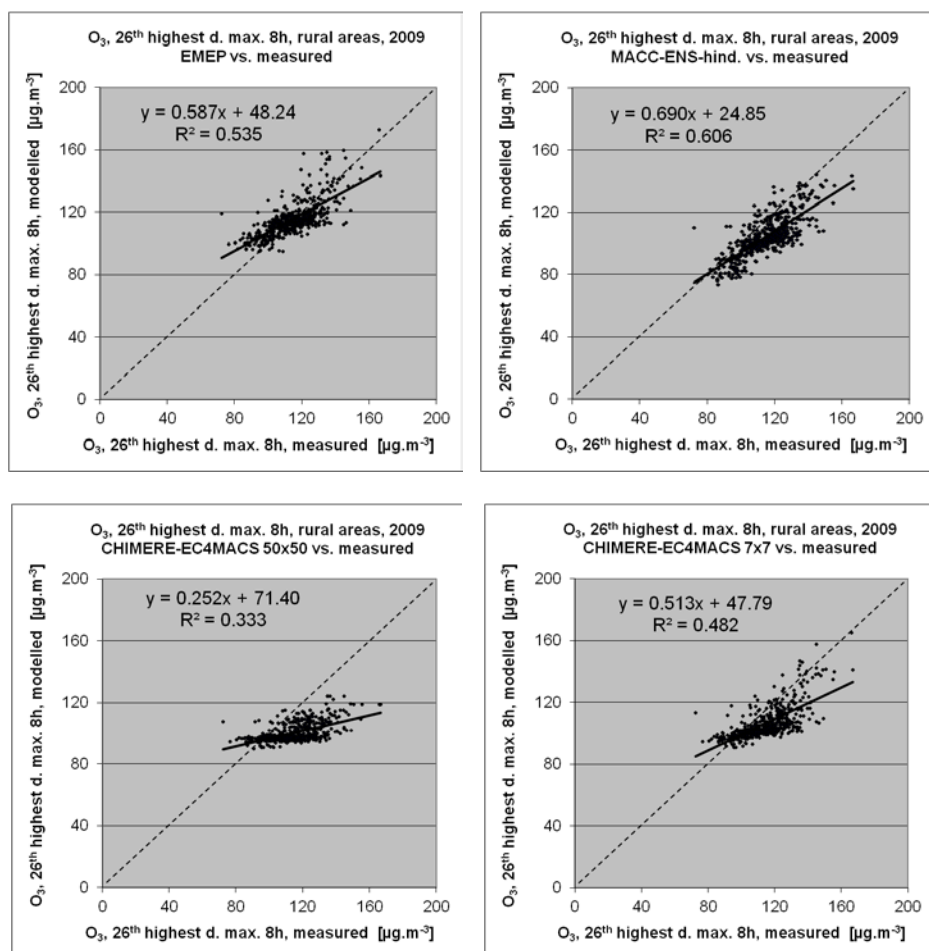 O₃, 26ᵗʰ highest d. max. 8h, rural areas, 2009
EMEP vs. measured
y = 0.587x + 48.24
R² = 0.535
O₃, 26ᵗʰ highest d. max. 8h, modelled [µg.m⁻³]
200
160
120
80
40
0
0 40 80 120 160 200
O₃, 26ᵗʰ highest d. max. 8h, measured [µg.m⁻³]
O₃, 26ᵗʰ highest d. max. 8h, rural areas, 2009
MACC-ENS-hind. vs. measured
y = 0.690x + 24.85
R² = 0.606
O₃, 26ᵗʰ highest d. max. 8h, modelled [µg.m⁻³]
200
160
120
80
40
0
0 40 80 120 160 200
O₃, 26ᵗʰ highest d. max. 8h, measured [µg.m⁻³]
O₃, 26ᵗʰ highest d. max. 8h, rural areas, 2009
CHIMERE-EC4MACS 50x50 vs. measured
y = 0.252x + 71.40
R² = 0.333
O₃, 26ᵗʰ highest d. max. 8h, modelled [µg.m⁻³]
200
160
120
80
40
0
0 40 80 120 160 200
O₃, 26ᵗʰ highest d. max. 8h, measured [µg.m⁻³]
O₃, 26ᵗʰ highest d. max. 8h, rural areas, 2009
CHIMERE-EC4MACS 7x7 vs. measured
y = 0.513x + 47.79
R² = 0.482
O₃, 26ᵗʰ highest d. max. 8h, modelled [µg.m⁻³]
200
160
120
80
40
0
0 40 80 120 160 200
O₃, 26ᵗʰ highest d. max. 8h, measured [µg.m⁻³]